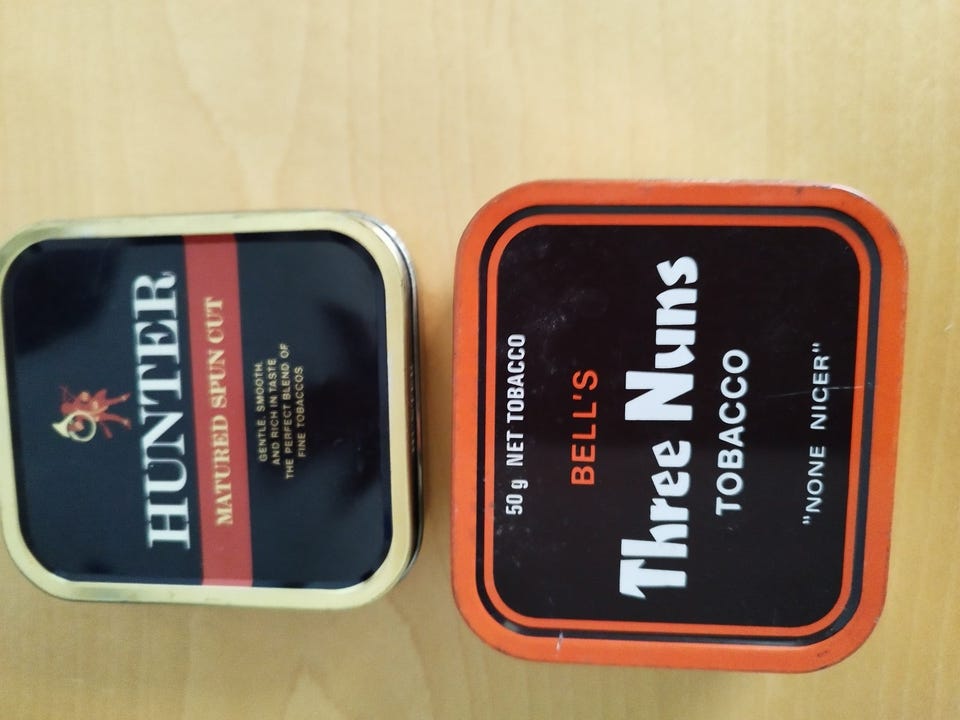 HUNTER
MATURED SPUN CUT
GENTLE, SMOOTH,
AND RICH IN TASTE
THE PERFECT BLEND OF
FINE TOBACCOS.
50 g NET TOBACCO
BELL'S
Three Nuns
TOBACCO
"NONE NICER"